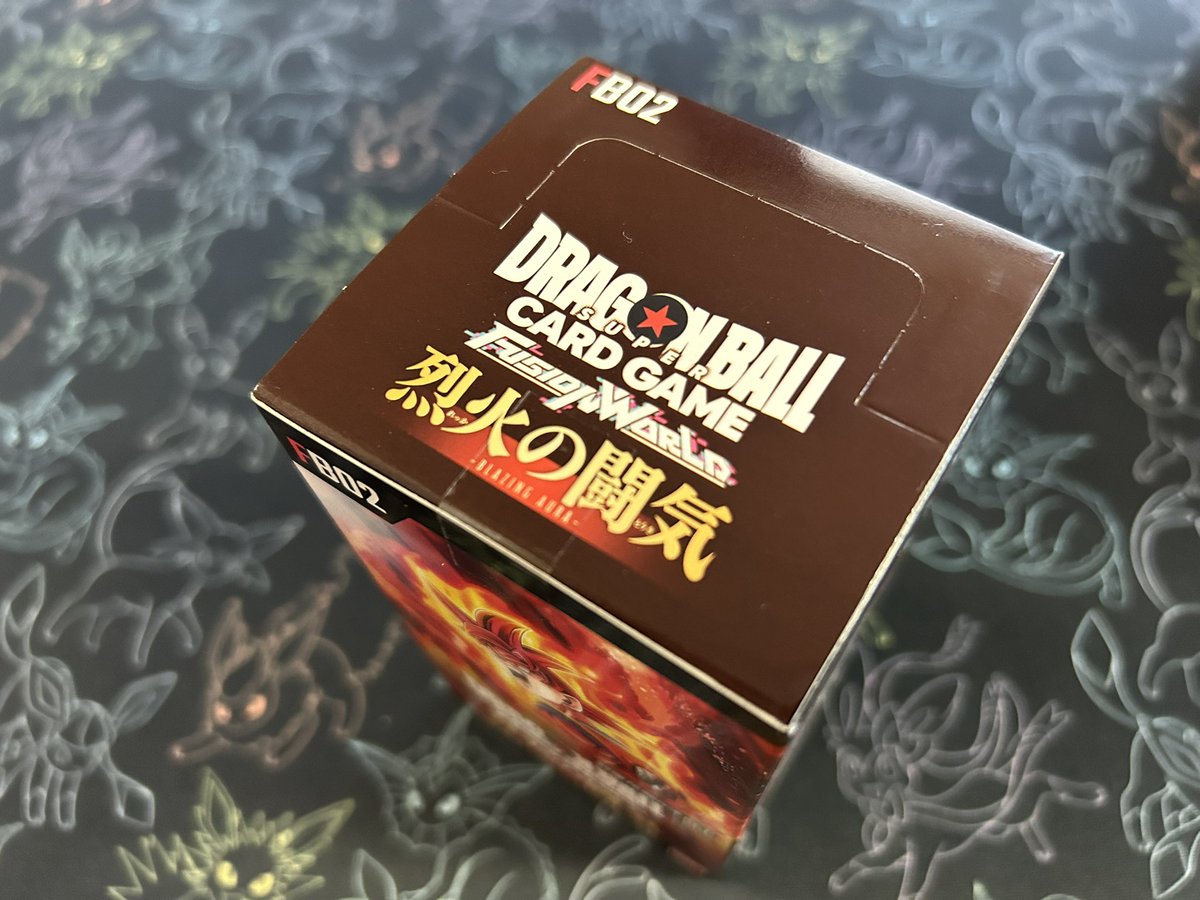 FB02
DRAGON BALL
SUPER
CARD GAME
FUSION WORLD
烈火の闘気
-BLAZING AURA-
FB02